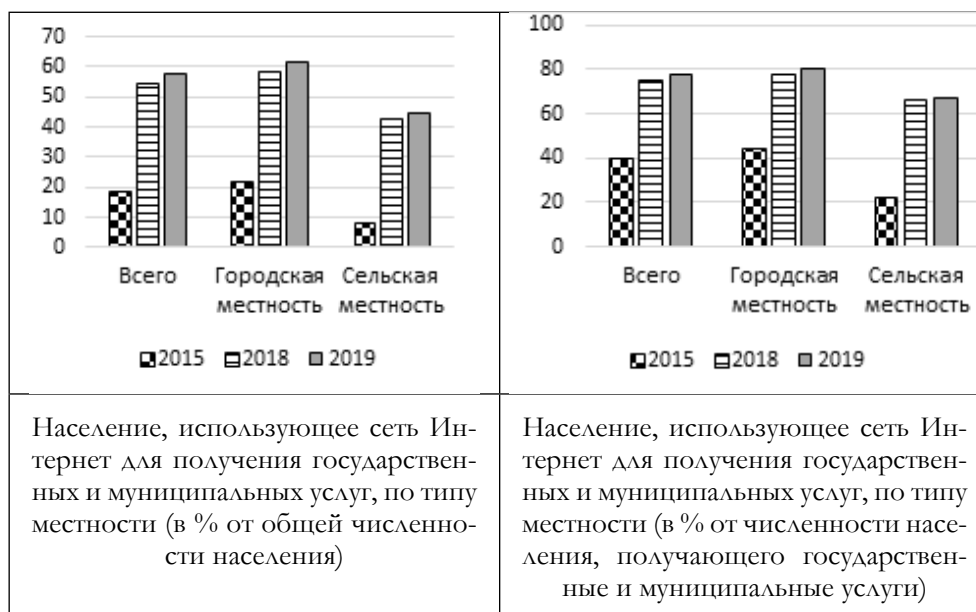 70
60
50
40
30
20
10
0
Всего Городская Сельская
местность местность
2015 2018 2019
100
80
60
40
20
0
Всего Городская Сельская
местность местность
2015 2018 2019
Население, использующее сеть Ин-
тернет для получения государствен-
ных и муниципальных услуг, по типу
местности (в % от общей численно-
сти населения)
Население, использующее сеть Ин-
тернет для получения государствен-
ных и муниципальных услуг, по типу
местности (в % от численности насе-
ления, получающего государствен-
ные и муниципальные услуги)